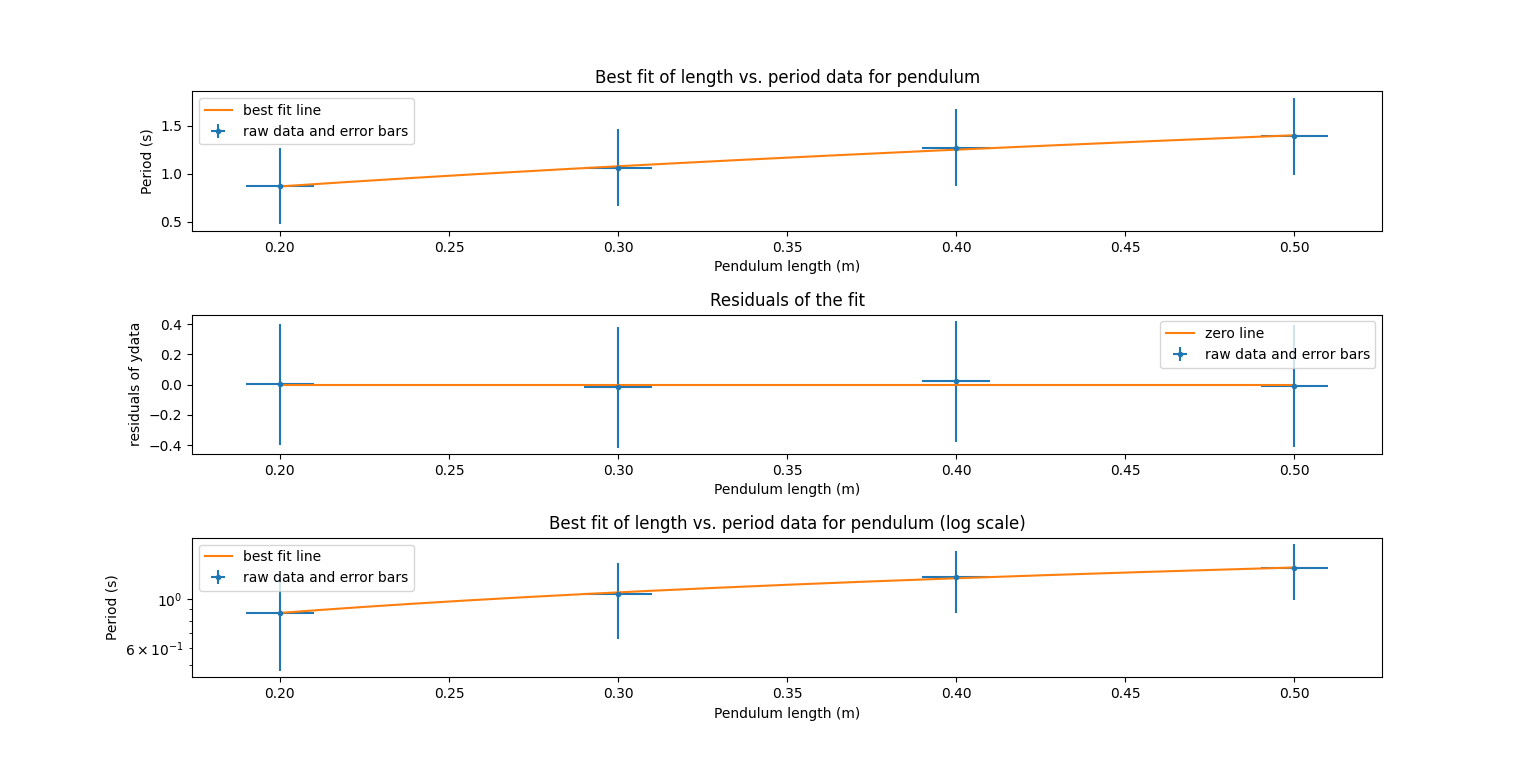 Best fit of length vs. period data for pendulum
best fit line
raw data and error bars
Period (s)
1.5
1.0
0.5
0.20 0.25 0.30 0.35 0.40 0.45 0.50
Pendulum length (m)
Residuals of the fit
zero line
raw data and error bars
residuals of ydata
0.4
0.2
0.0
−0.2
−0.4
0.20 0.25 0.30 0.35 0.40 0.45 0.50
Pendulum length (m)
Best fit of length vs. period data for pendulum (log scale)
best fit line
raw data and error bars
Period (s)
10⁰
6 × 10⁻¹
0.20 0.25 0.30 0.35 0.40 0.45 0.50
Pendulum length (m)